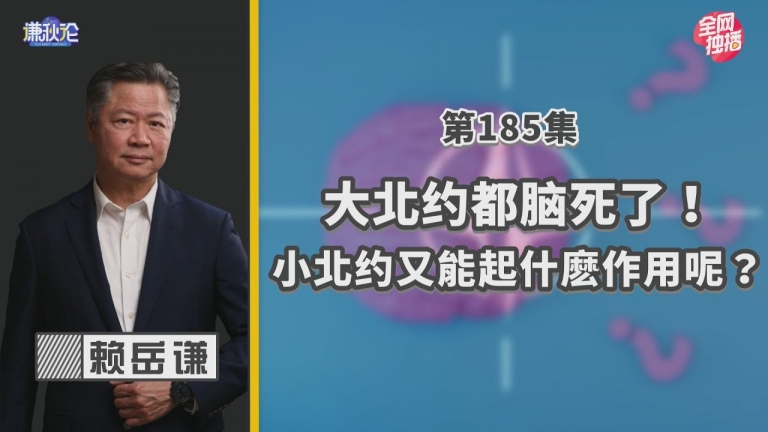 谦秋论
全网
独播
第185集
大北约都脑死了！
小北约又能起什麽作用呢？
赖岳谦